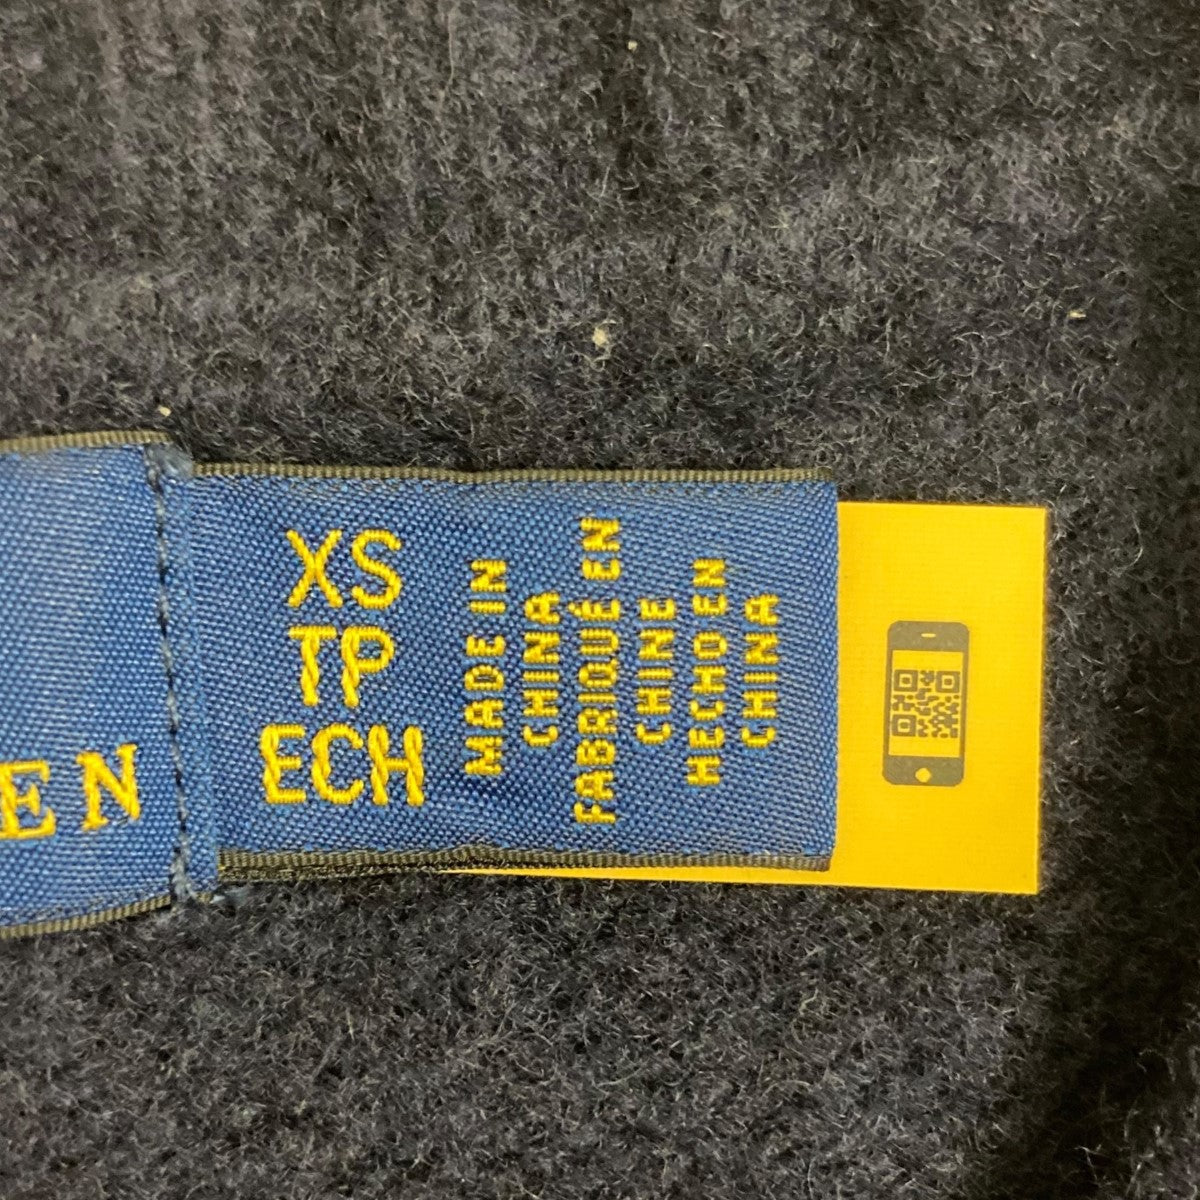 EN
XS
TP
ECH
MADE IN
CHINA
FABRIQUÉ EN
CHINE
HECHO EN
CHINA